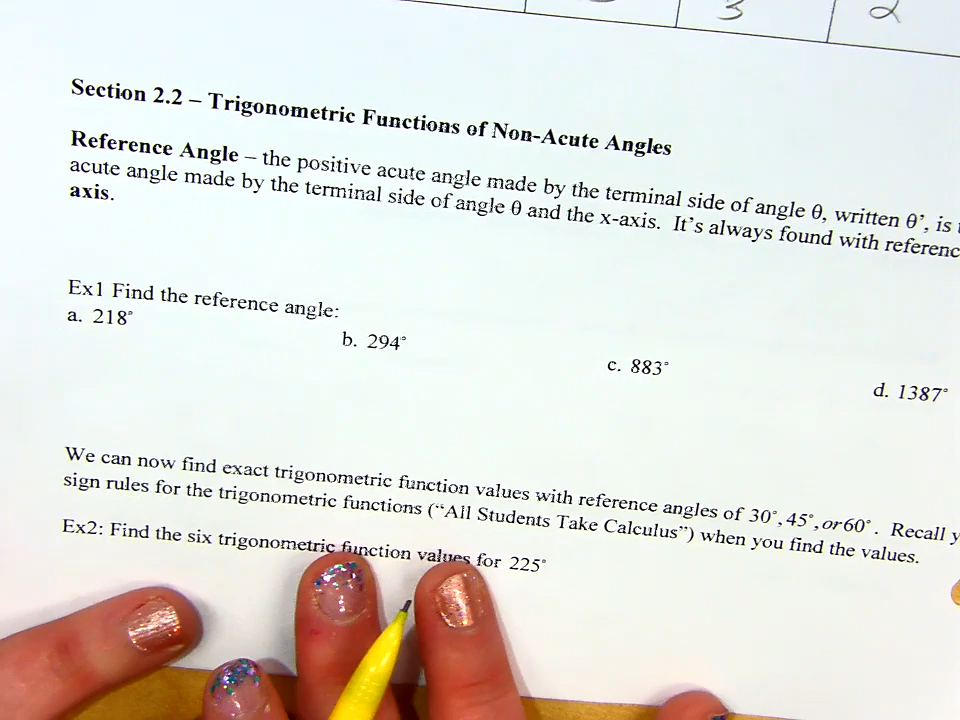 3 2
Section 2.2 – Trigonometric Functions of Non-Acute Angles
Reference Angle – the positive acute angle made by the terminal side of angle θ, written θ’, is
acute angle made by the terminal side of angle θ and the x-axis. It’s always found with
axis.
Ex1 Find the reference angle:
a. 218°
b. 294°
c. 883°
d. 1387°
We can now find exact trigonometric function values with reference angles of 30°, 45°, or 60°. Recall
sign rules for the trigonometric functions (“All Students Take Calculus”) when you find the values.
Ex2: Find the six trigonometric function values for 225°